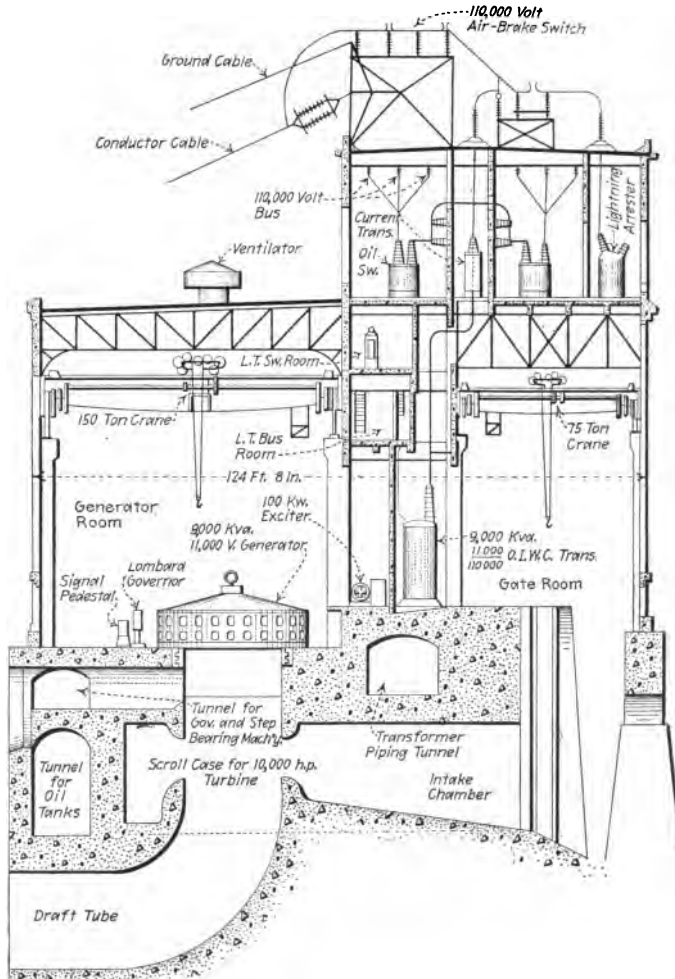 110,000 Volt
Air-Brake Switch
Ground Cable
Conductor Cable
110,000 Volt
Bus
Current
Trans.
Oil
Sw.
Lightning
Arrester
Ventilator
L.T. Sw. Room
150 Ton Crane
75 Ton
Crane
L.T. Bus
Room
124 Ft. 8 in.
Generator
Room
100 Kw.
Exciter
9,000 Kva.
11,000 V. Generator
9,000 Kva.
11 000
110 000
O.I.W.C. Trans.
Lombard
Governor
Signal
Pedestal
Gate Room
Tunnel for
Gov. and Step
Bearing Mach'y.
Transformer
Piping Tunnel
Scroll Case for 10,000 h.p.
Turbine
Tunnel
for
Oil
Tanks
Intake
Chamber
Draft Tube